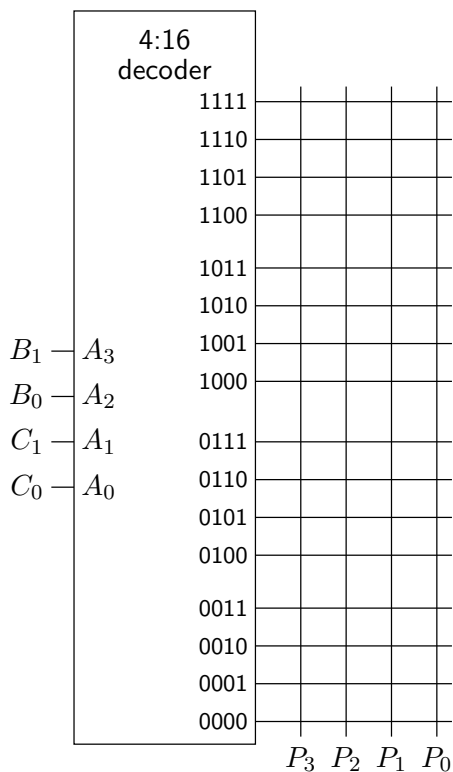 4:16
decoder
1111
1110
1101
1100
1011
1010
B₁ A₃ 1001
B₀ A₂ 1000
C₁ A₁ 0111
C₀ A₀ 0110
0101
0100
0011
0010
0001
0000
P₃ P₂ P₁ P₀